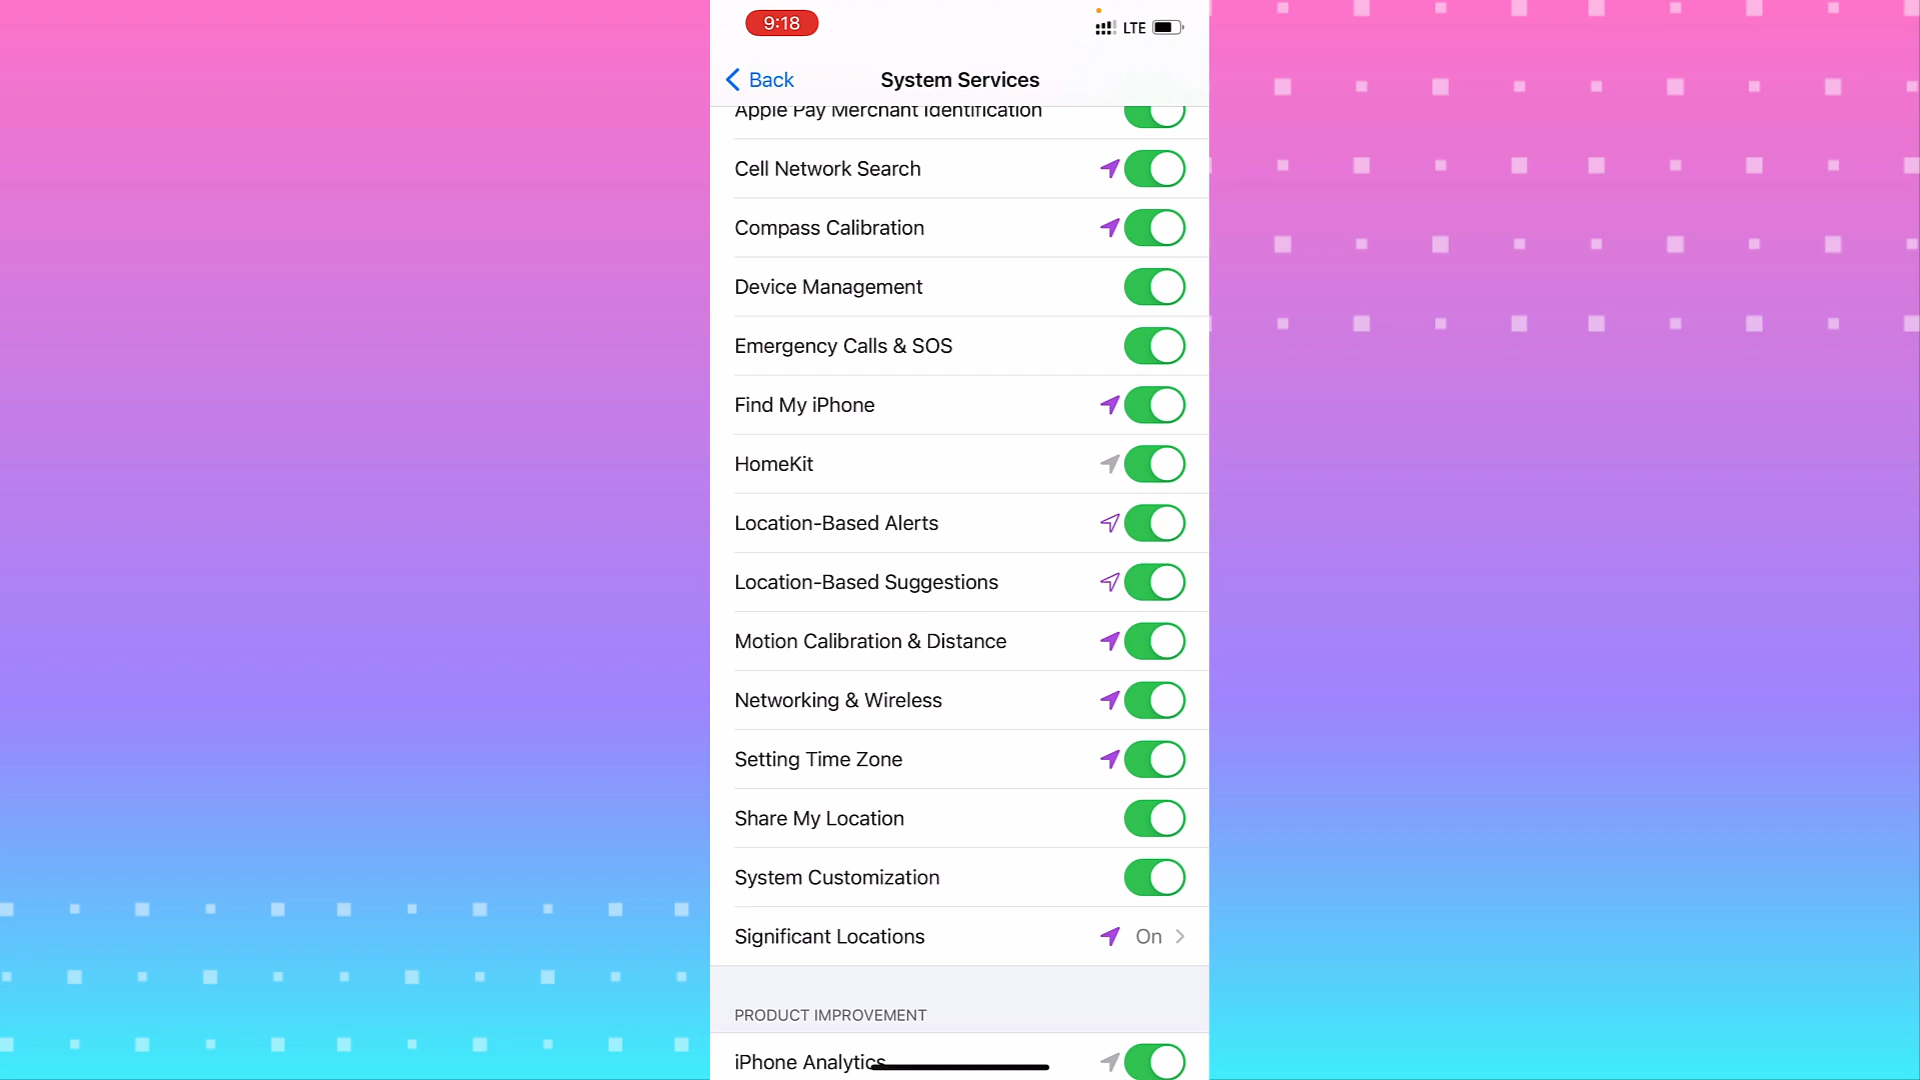 9:18
LTE
Back
System Services
Apple Pay Merchant Identification
Cell Network Search
Compass Calibration
Device Management
Emergency Calls & SOS
Find My iPhone
HomeKit
Location-Based Alerts
Location-Based Suggestions
Motion Calibration & Distance
Networking & Wireless
Setting Time Zone
Share My Location
System Customization
Significant Locations On
PRODUCT IMPROVEMENT
iPhone Analytics